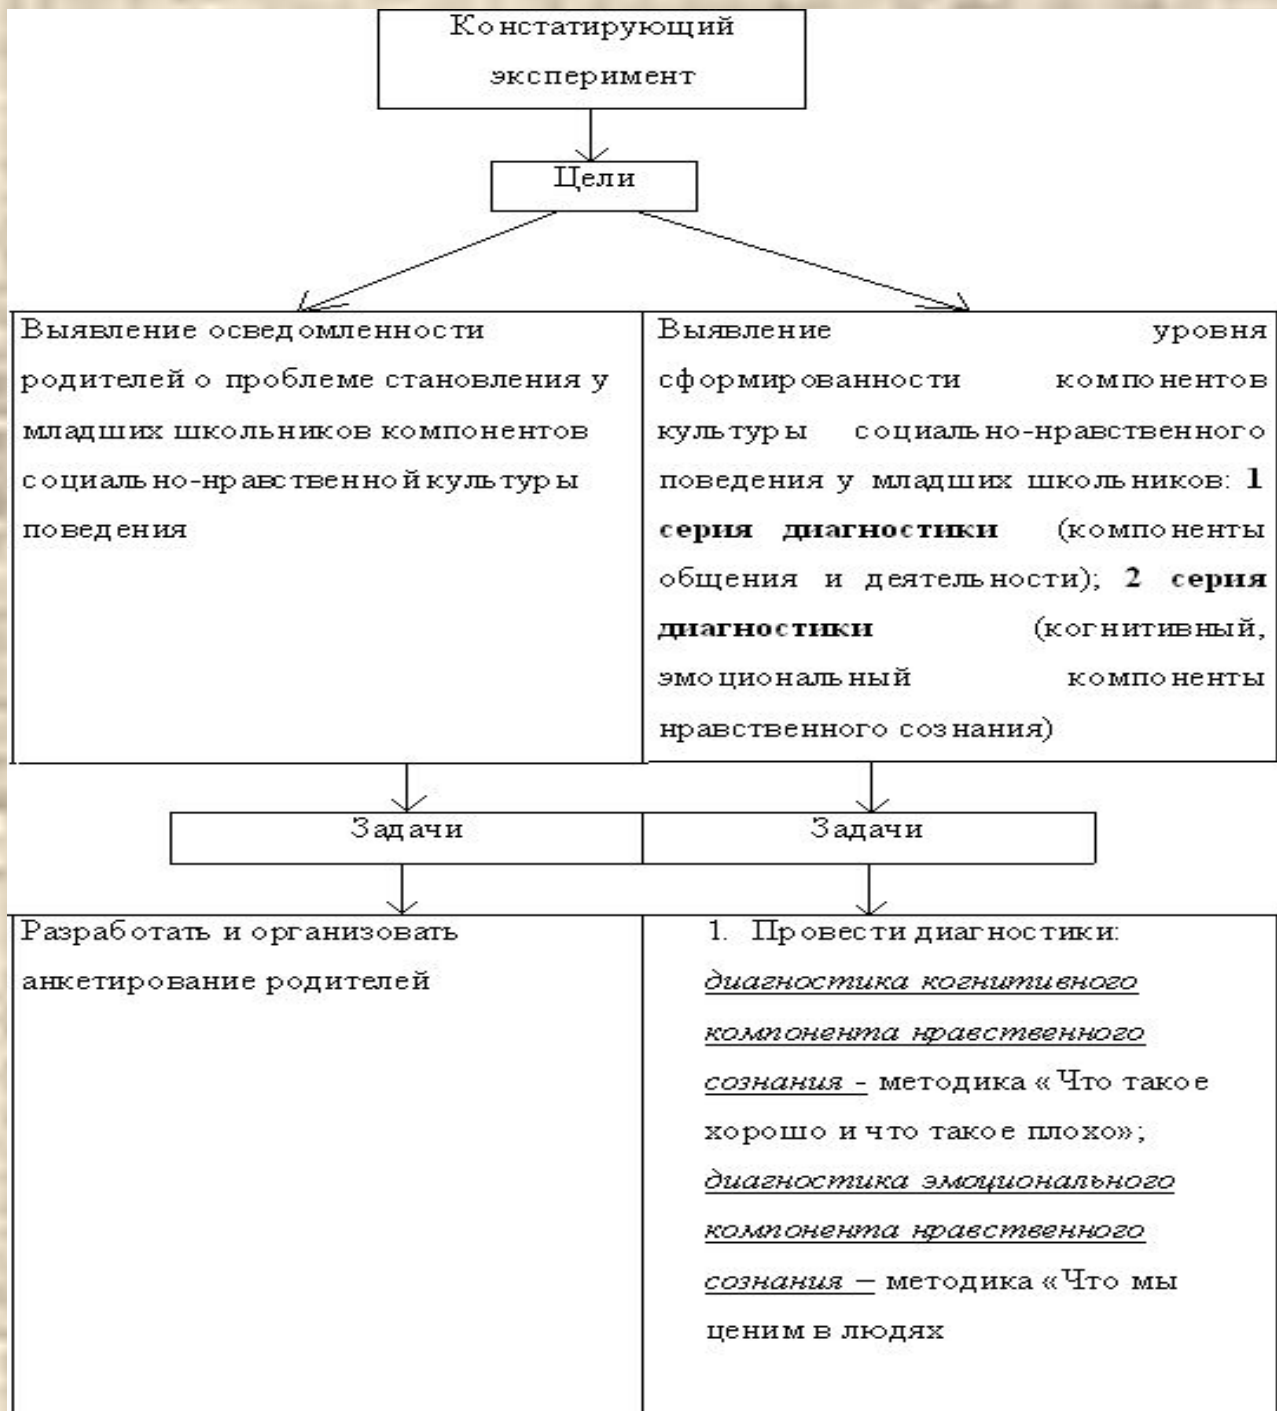 Констатирующий
эксперимент
Цели
Выявление осведомленности
родителей о проблеме становления у
младших школьников компонентов
социально-нравственной культуры
поведения
Выявление уровня
сформированности компонентов
культуры социально-нравственного
поведения у младших школьников: 1
серия диагностики (компоненты
общения и деятельности); 2 серия
диагностики (когнитивный,
эмоциональный компоненты
нравственного сознания)
Задачи
Задачи
Разработать и организовать
анкетирование родителей
1. Провести диагностики:
диагностика когнитивного
компонента нравственного
сознания - методика «Что такое
хорошо и что такое плохо»;
диагностика эмоционального
компонента нравственного
сознания – методика «Что мы
ценим в людях